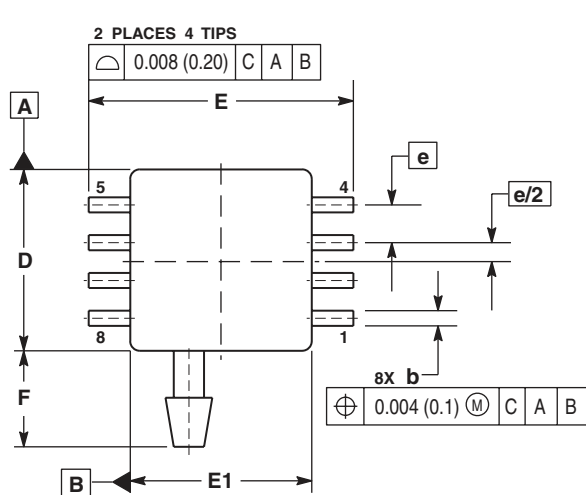 2 PLACES 4 TIPS
⌓ 0.008 (0.20) C A B
E
A
e
5
4
e/2
D
8
1
8X b
F
⌖ 0.004 (0.1) Ⓜ C A B
B
E1